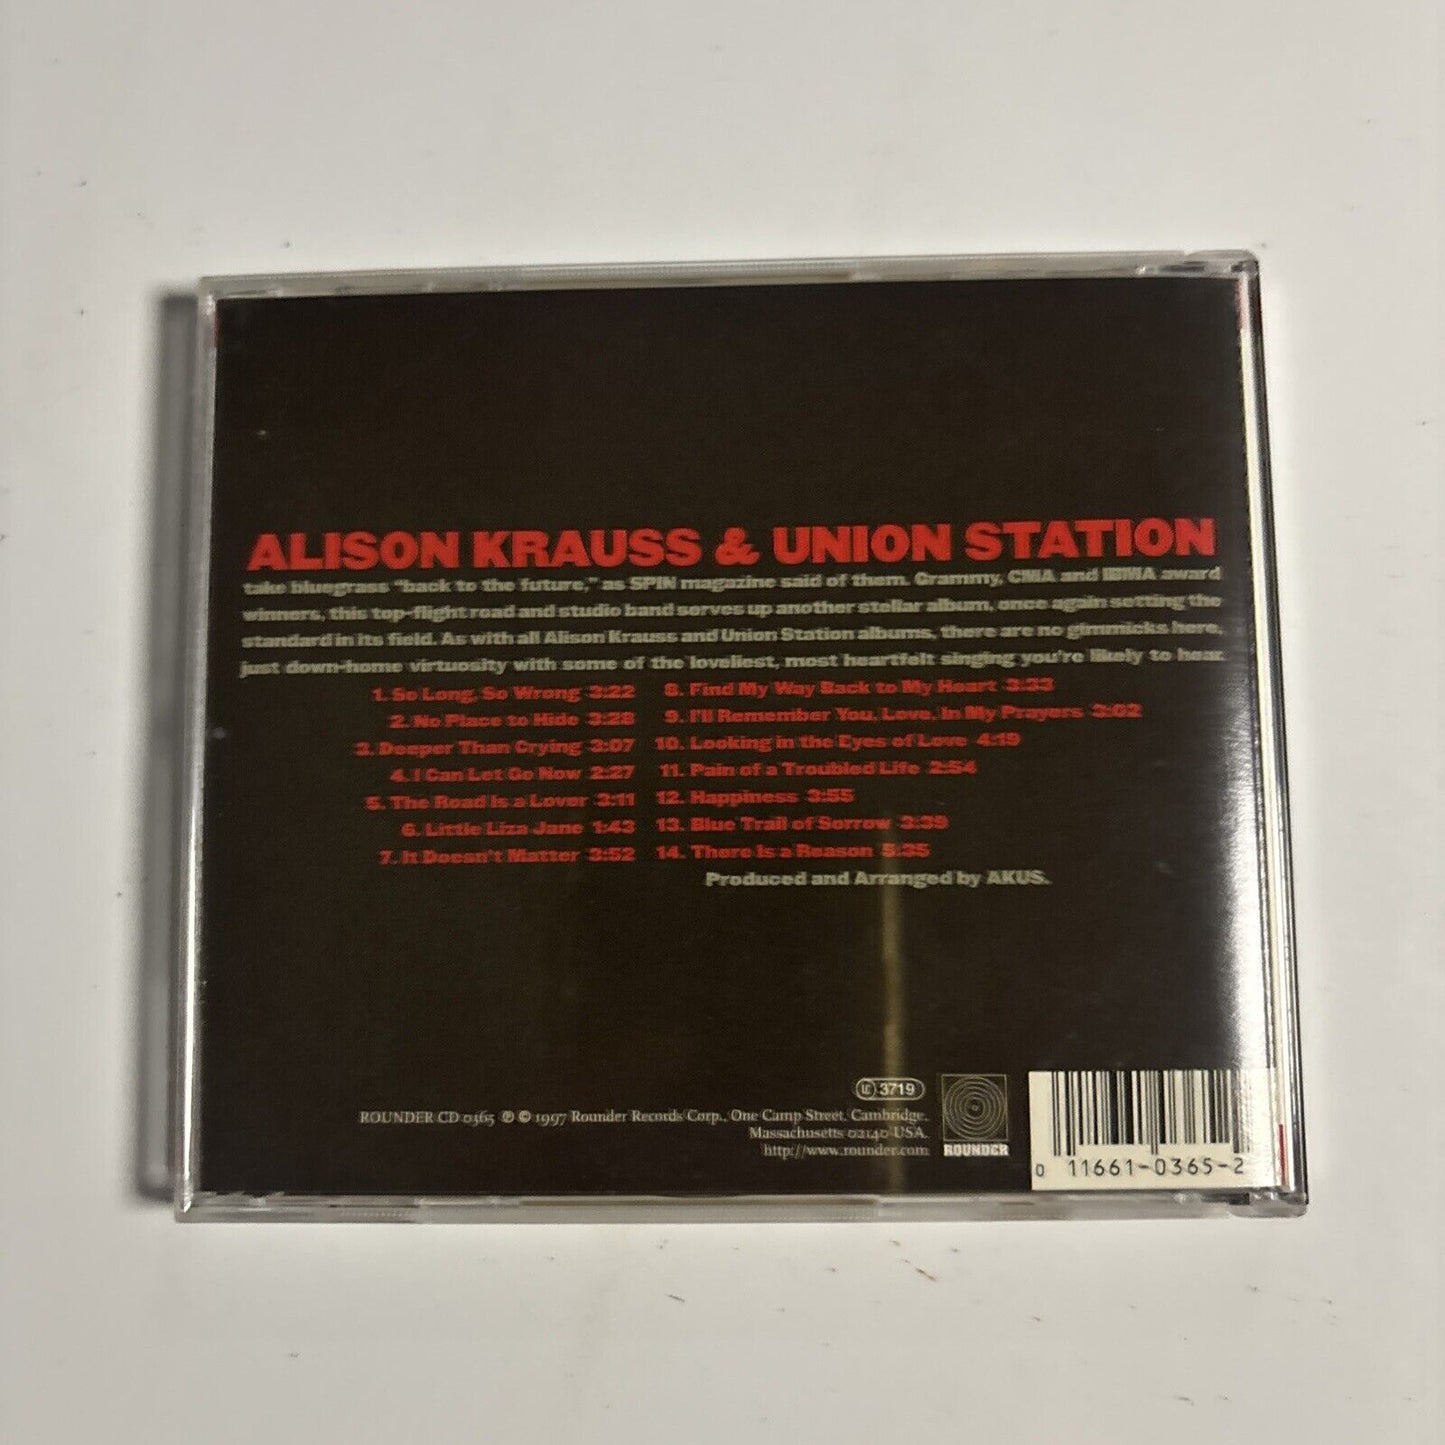 ALISON KRAUSS & UNION STATION
take bluegrass "back to the future," as SPIN magazine said of them. Grammy, CMA and IBMA award
winners, this top-flight road and studio band serves up another stellar album, once again setting the
standard in its field. As with all Alison Krauss and Union Station albums, there are no gimmicks here,
just down-home virtuosity with some of the loveliest, most heartfelt singing you're likely to hear.
1. So Long, So Wrong 3:22
2. No Place to Hide 3:28
3. Deeper Than Crying 3:07
4. I Can Let Go Now 2:27
5. The Road Is a Lover 3:11
6. Little Liza Jane 1:43
7. It Doesn't Matter 3:52
8. Find My Way Back to My Heart 3:33
9. I'll Remember You, Love, In My Prayers 3:02
10. Looking in the Eyes of Love 4:19
11. Pain of a Troubled Life 2:54
12. Happiness 3:55
13. Blue Trail of Sorrow 3:39
14. There Is a Reason 5:35
Produced and Arranged by AKUS.
LC 3719
ROUNDER CD 0365 ℗ © 1997 Rounder Records Corp., One Camp Street, Cambridge,
Massachusetts 02140 USA.
http://www.rounder.com
ROUNDER
0 11661-0365-2